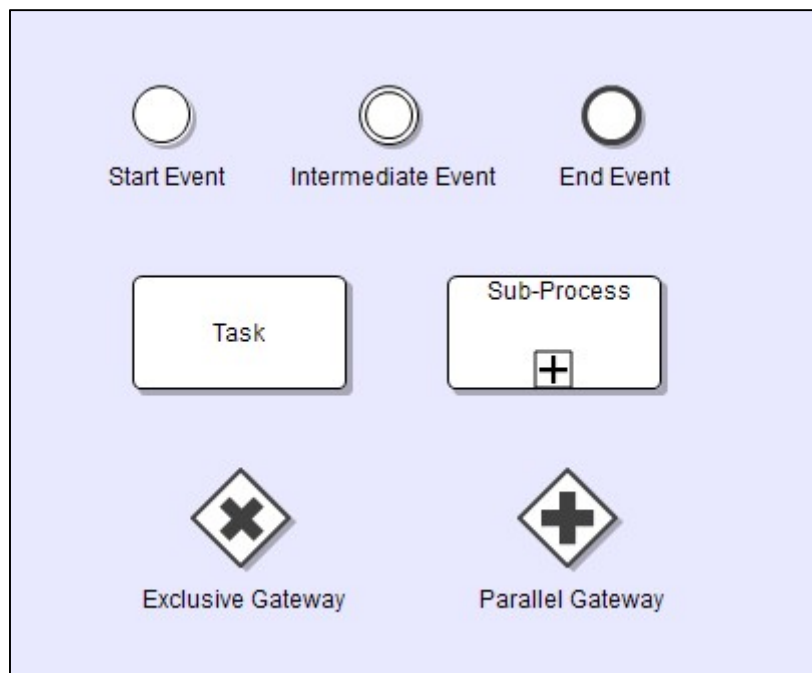 Start Event
Intermediate Event
End Event
Task
Sub-Process
Exclusive Gateway
Parallel Gateway